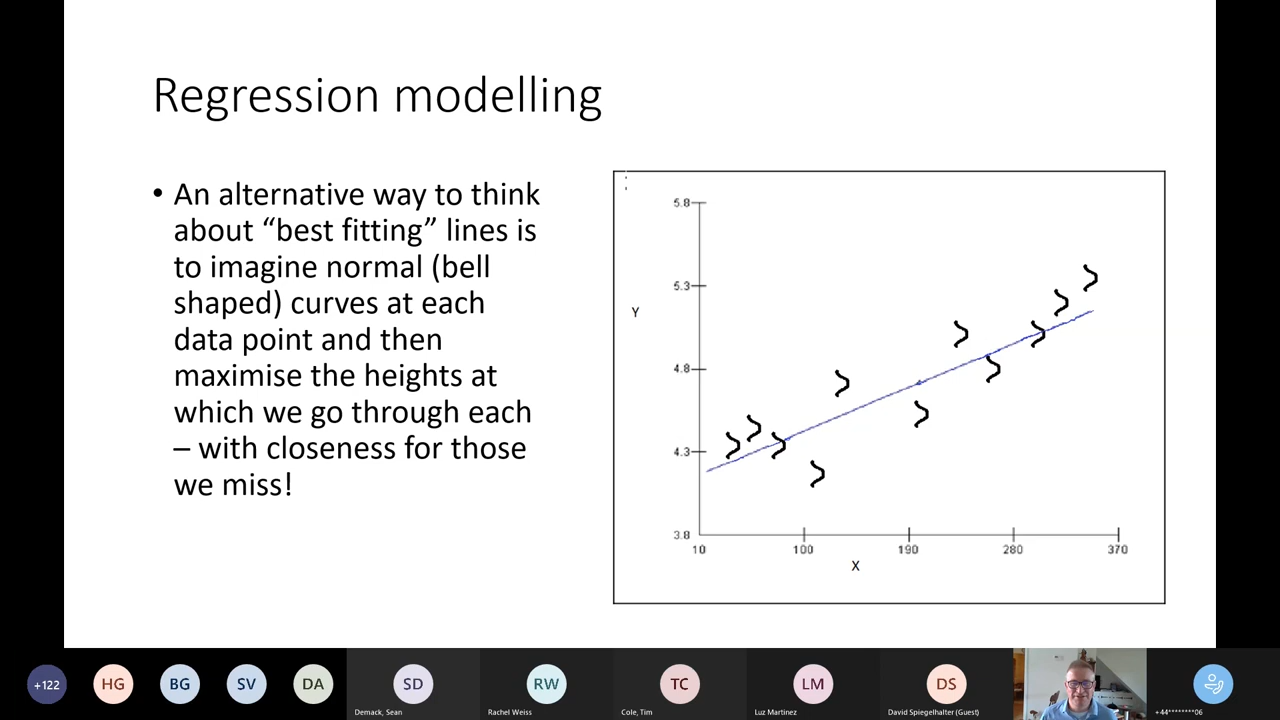 Regression modelling
• An alternative way to think
about “best fitting” lines is
to imagine normal (bell
shaped) curves at each
data point and then
maximise the heights at
which we go through each
– with closeness for those
we miss!
5.8
5.3
Y
4.8
4.3
3.8
10 100 190 280 370
X
+122 HG BG SV DA SD RW TC LM DS
Demack, Sean Rachel Weiss Cole, Tim Luz Martinez David Spiegelhalter (Guest) +44********06